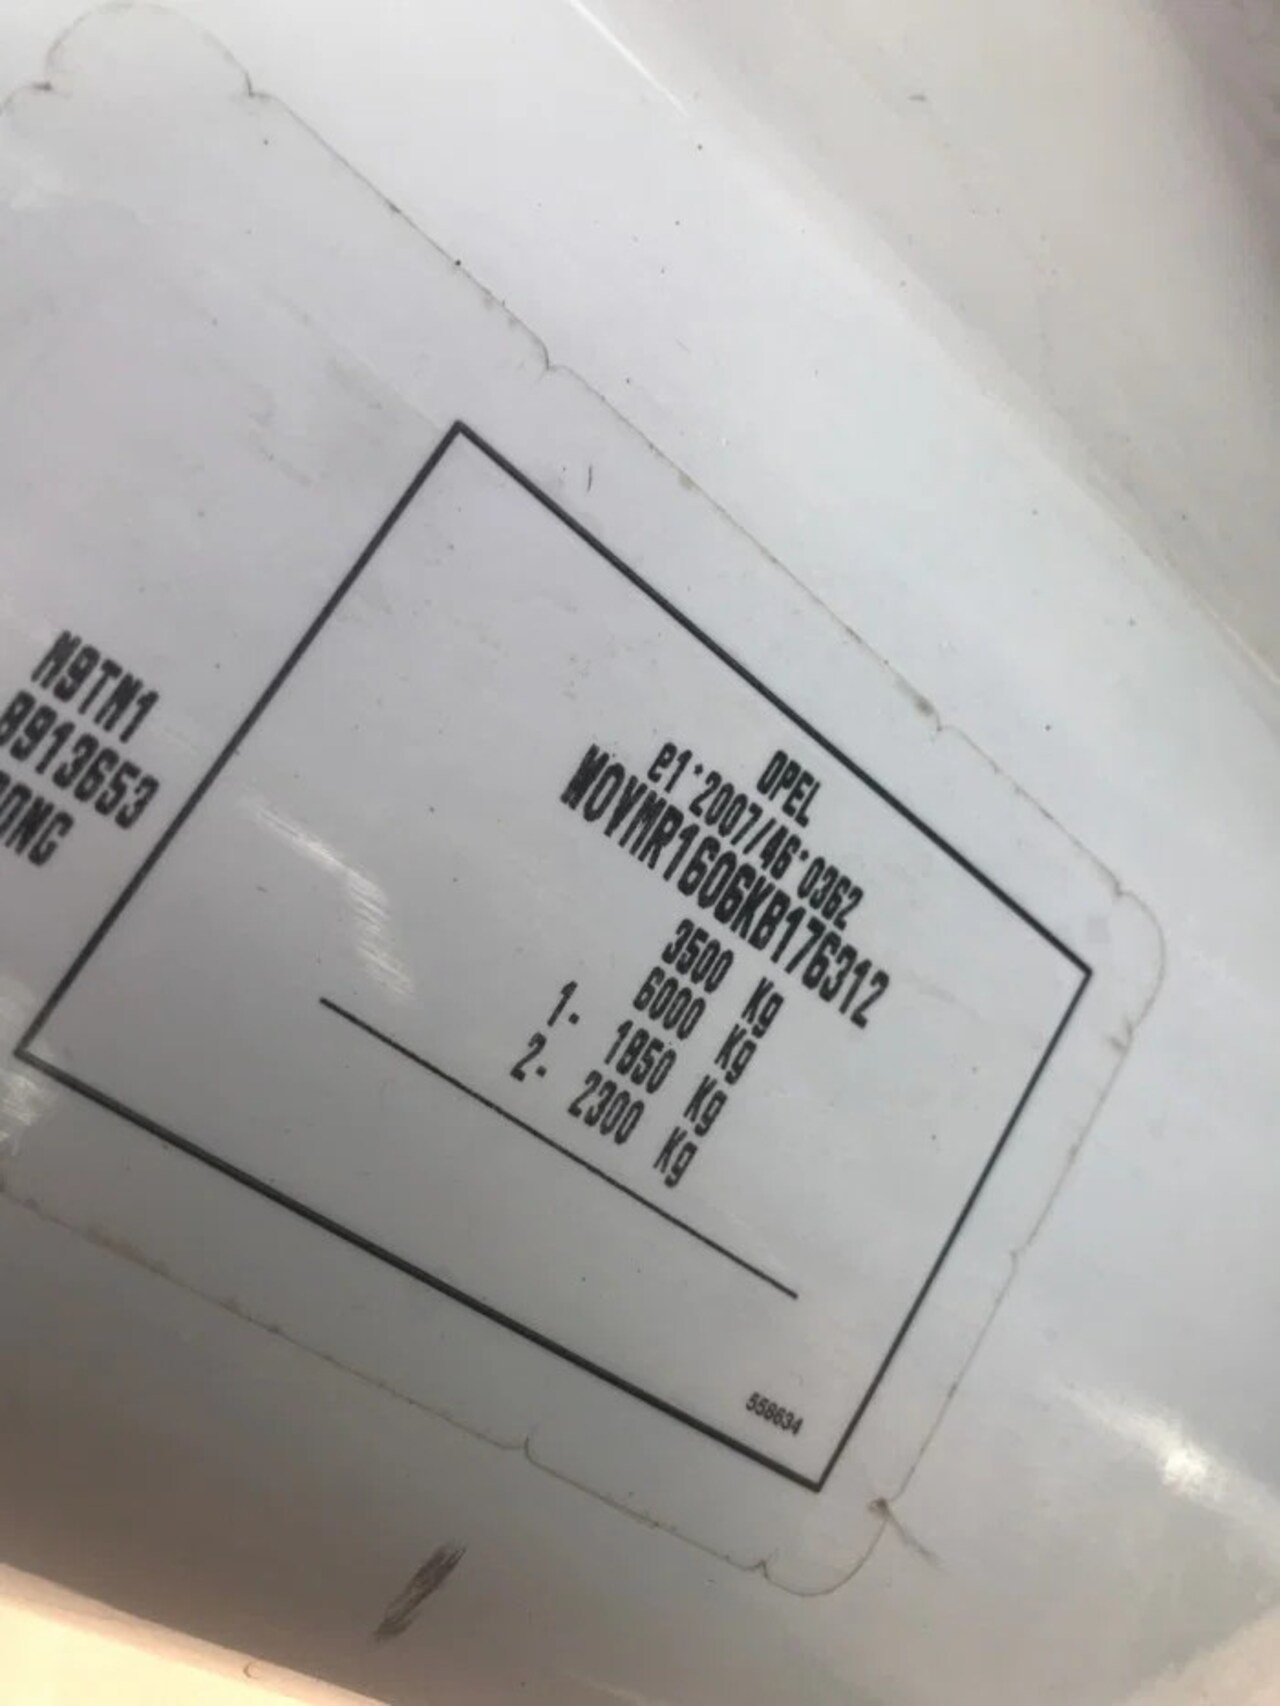 M9TM1
8913653
OPEL
e1*2007/46*0362
W0VMR1606KB176312
3500 Kg
6000 Kg
1- 1850 Kg
2- 2300 Kg
558634